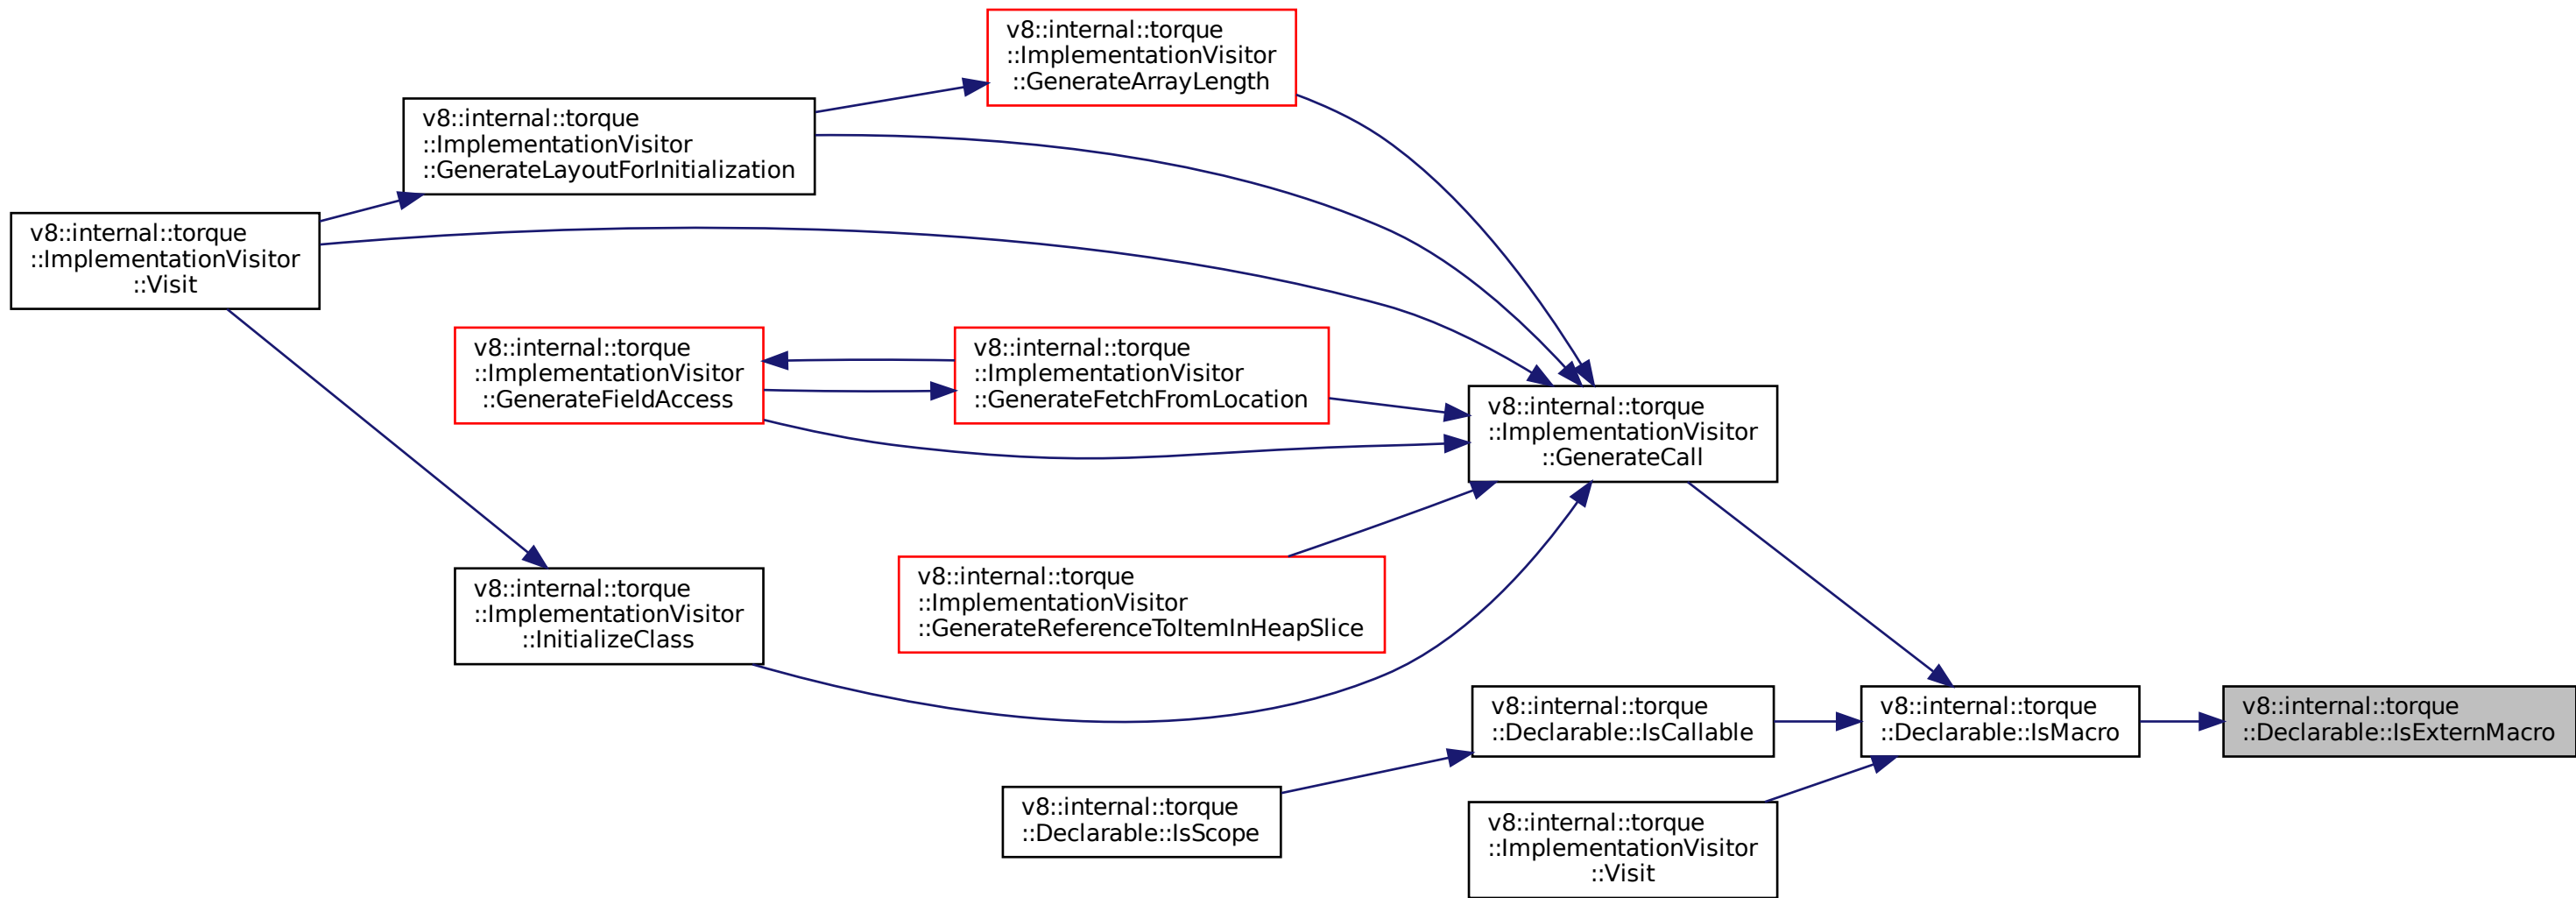 v8::internal::torque
::ImplementationVisitor
::GenerateArrayLength
v8::internal::torque
::ImplementationVisitor
::GenerateLayoutForInitialization
v8::internal::torque
::ImplementationVisitor
::Visit
v8::internal::torque
::ImplementationVisitor
::GenerateFieldAccess
v8::internal::torque
::ImplementationVisitor
::GenerateFetchFromLocation
v8::internal::torque
::ImplementationVisitor
::GenerateCall
v8::internal::torque
::ImplementationVisitor
::GenerateReferenceToItemInHeapSlice
v8::internal::torque
::ImplementationVisitor
::InitializeClass
v8::internal::torque
::Declarable::IsCallable
v8::internal::torque
::Declarable::IsMacro
v8::internal::torque
::Declarable::IsExternMacro
v8::internal::torque
::Declarable::IsScope
v8::internal::torque
::ImplementationVisitor
::Visit